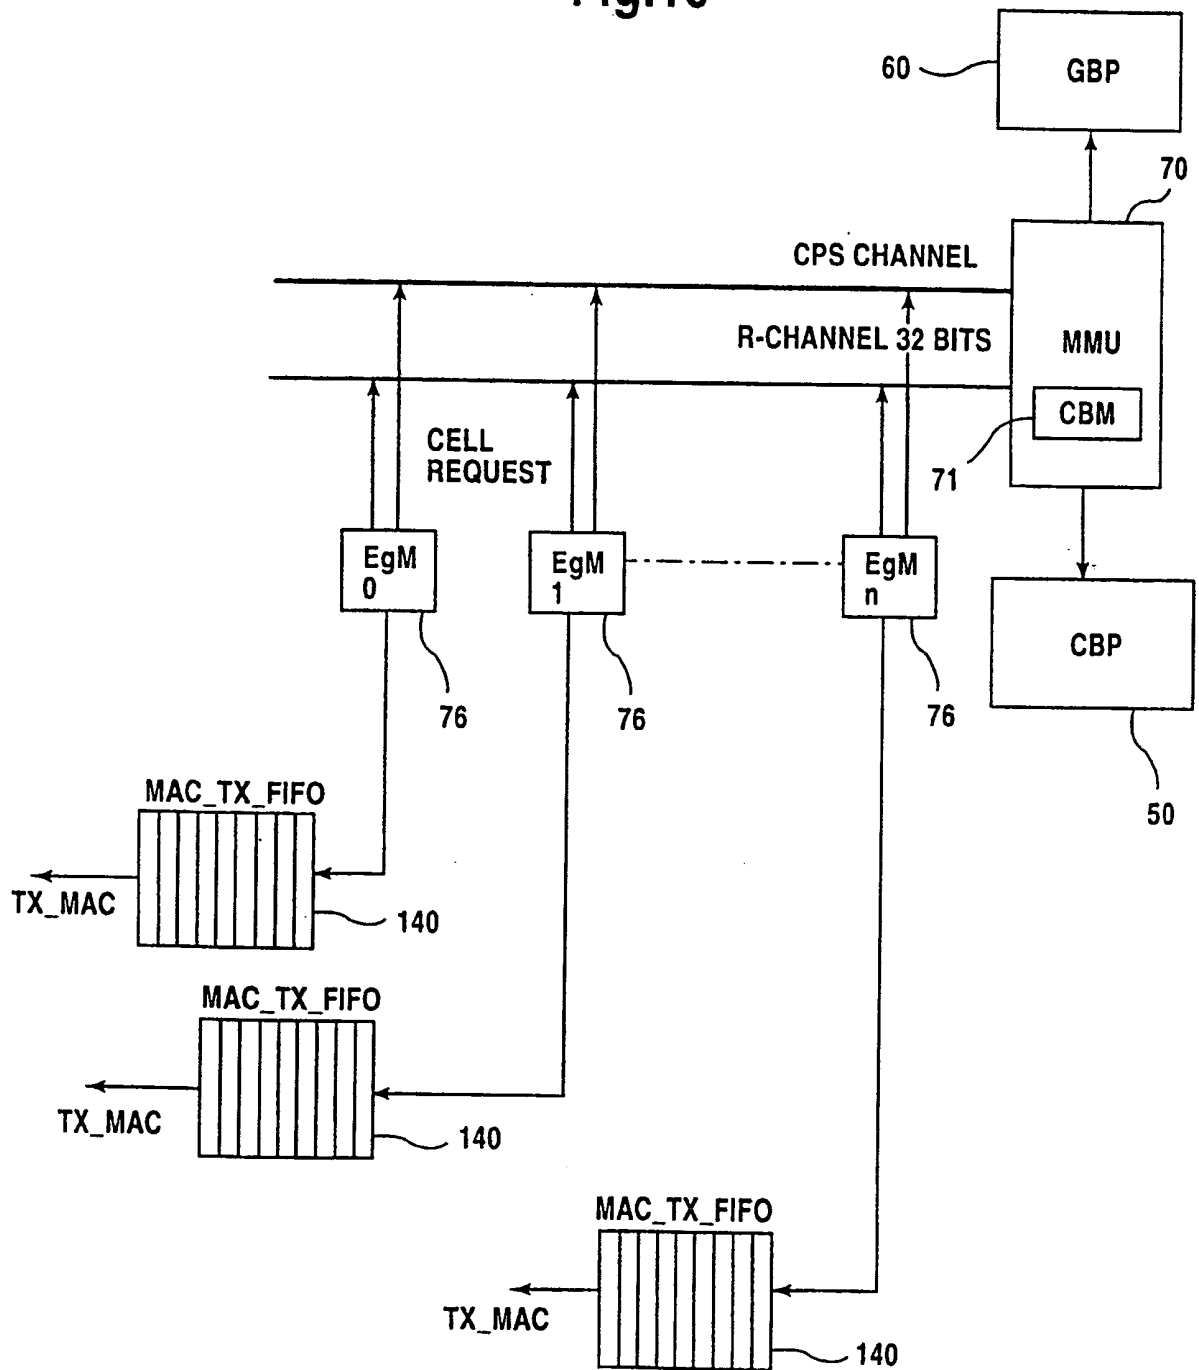 60
GBP
70
CPS CHANNEL
R-CHANNEL 32 BITS
MMU
CBM
CELL
REQUEST
71
EgM
0
EgM
1
EgM
n
CBP
76
76
76
50
MAC_TX_FIFO
TX_MAC
140
MAC_TX_FIFO
TX_MAC
140
MAC_TX_FIFO
TX_MAC
140